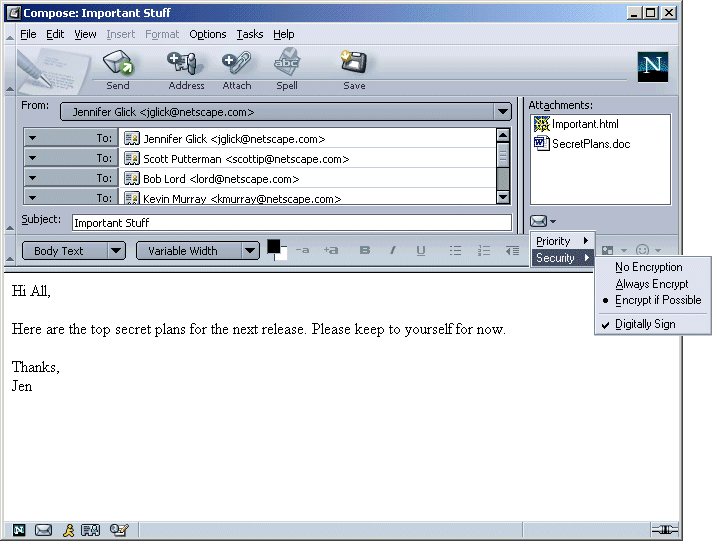 Compose: Important Stuff
File Edit View Insert Format Options Tasks Help
Send Address Attach Spell Save
abc
N
From: Jennifer Glick <jglick@netscape.com>
To: Jennifer Glick <jglick@netscape.com>
To: Scott Putterman <scottip@netscape.com>
To: Bob Lord <lord@netscape.com>
To: Kevin Murray <kmurray@netscape.com>
Subject: Important Stuff
Attachments:
Important.html
SecretPlans.doc
Body Text Variable Width -a +a B I U
Priority
Security
No Encryption
Always Encrypt
Encrypt if Possible
Digitally Sign
Hi All,
Here are the top secret plans for the next release. Please keep to yourself for now.
Thanks,
Jen
N